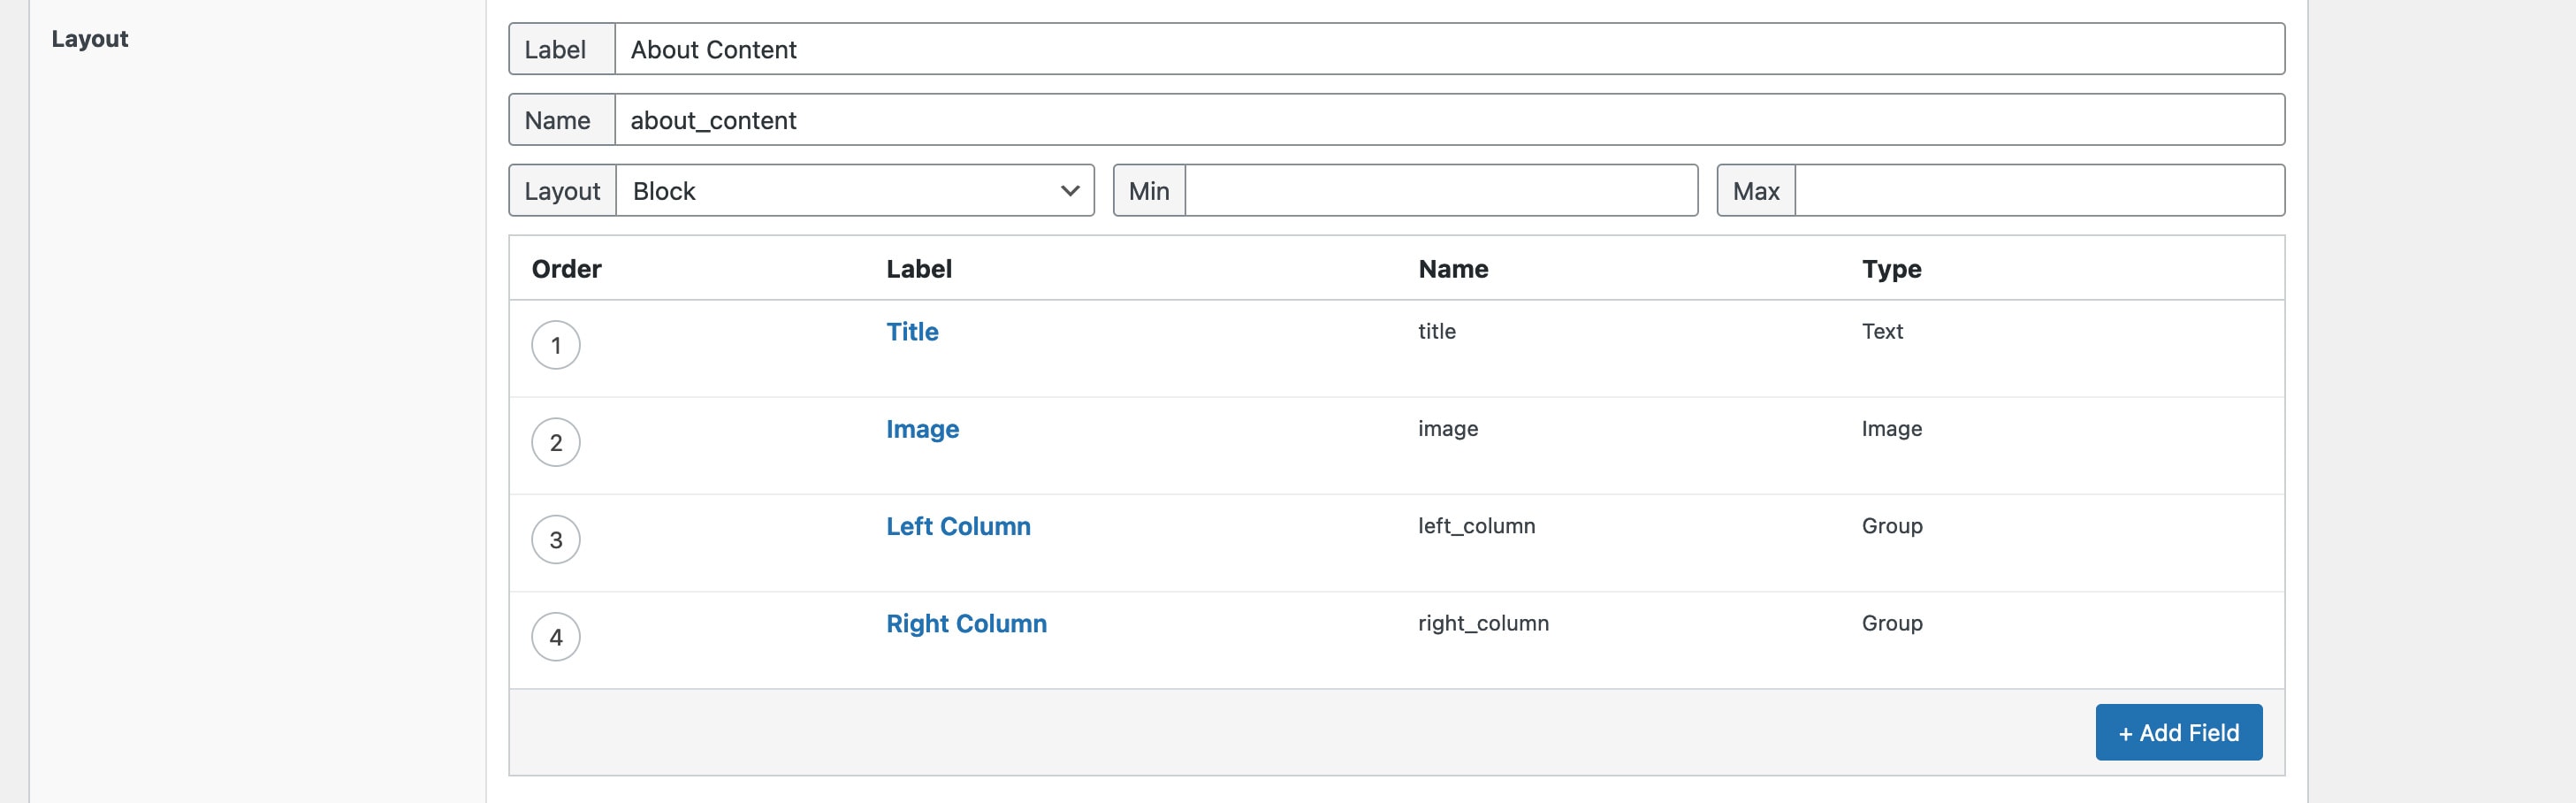 Layout
Label About Content
Name about_content
Layout Block Min Max
Order Label Name Type
1 Title title Text
2 Image image Image
3 Left Column left_column Group
4 Right Column right_column Group
+ Add Field